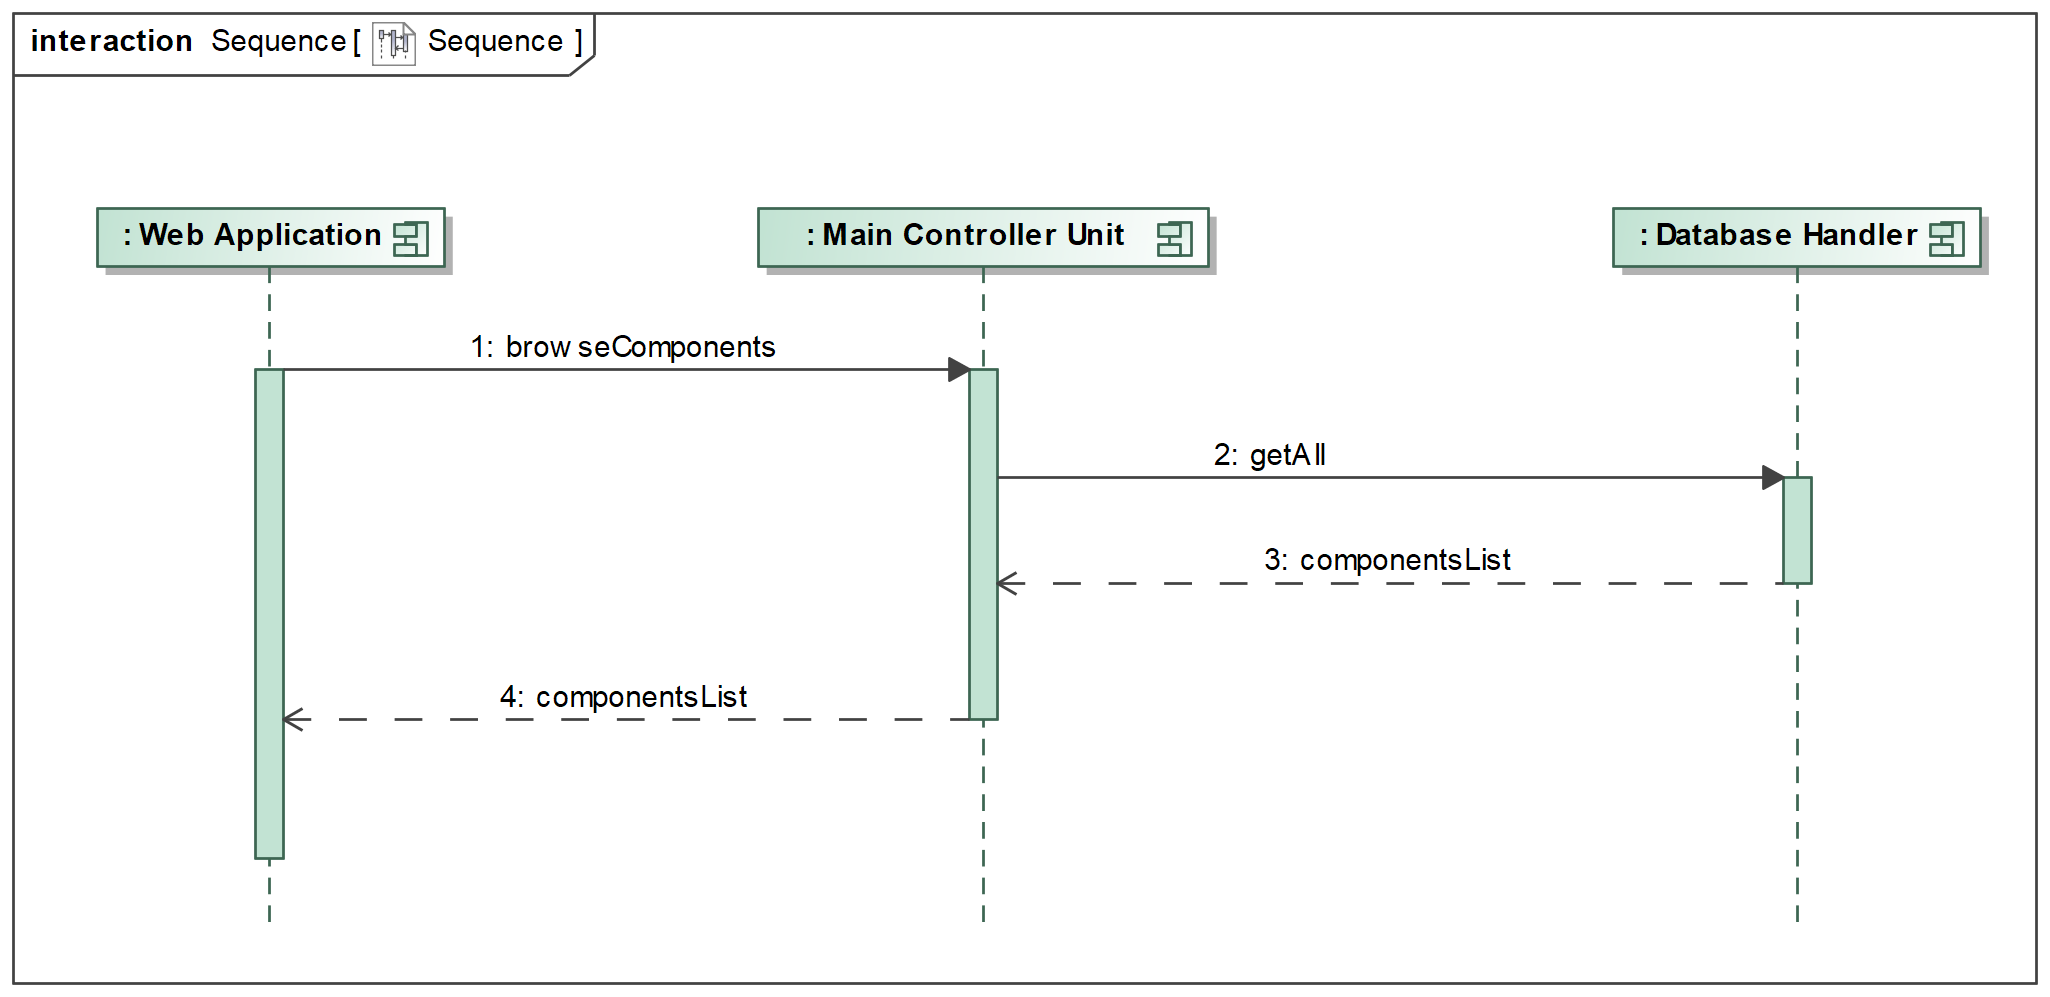 interaction Sequence[ Sequence ]
: Web Application
: Main Controller Unit
: Database Handler
1: browseComponents
2: getAll
3: componentsList
4: componentsList